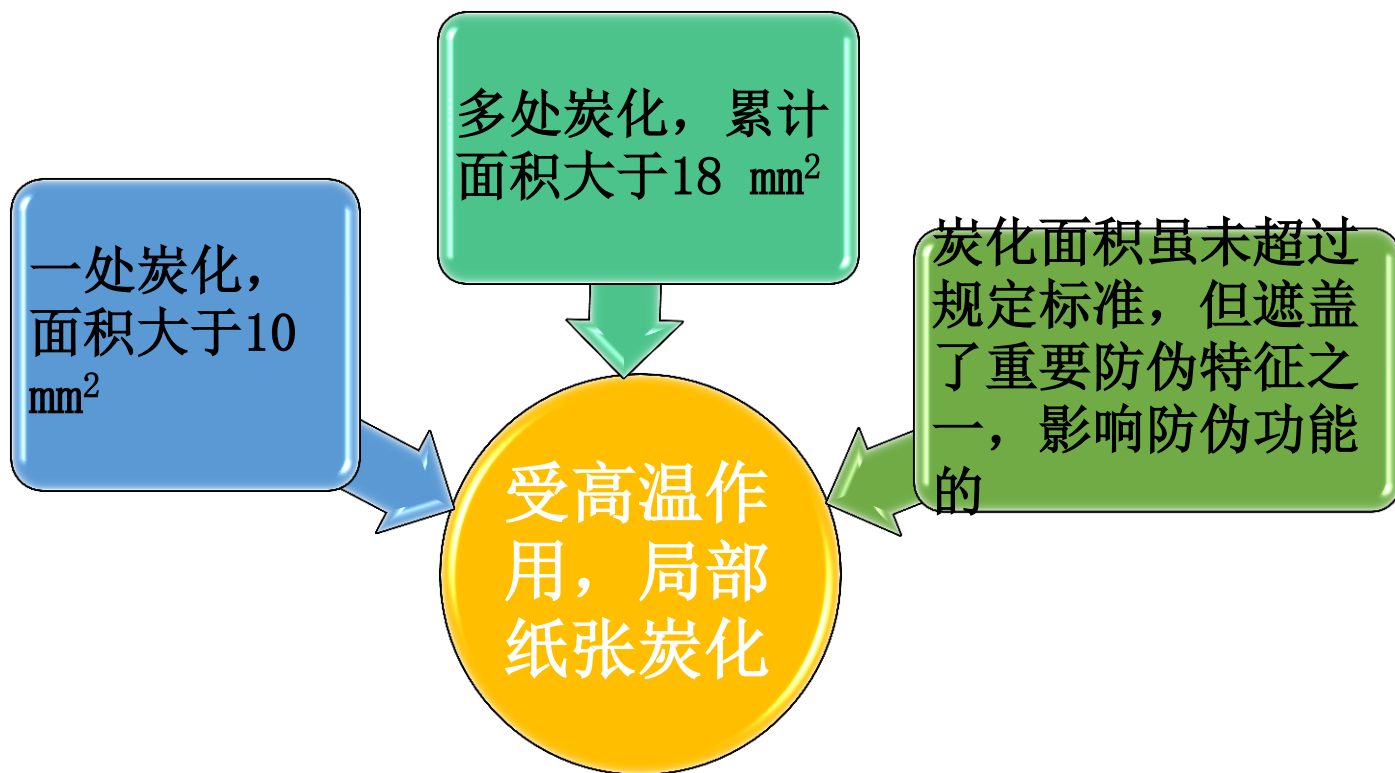 多处炭化，累计
面积大于18 mm²
一处炭化，
面积大于10
mm²
炭化面积虽未超过
规定标准，但遮盖
了重要防伪特征之
一，影响防伪功能
的
受高温作
用，局部
纸张炭化